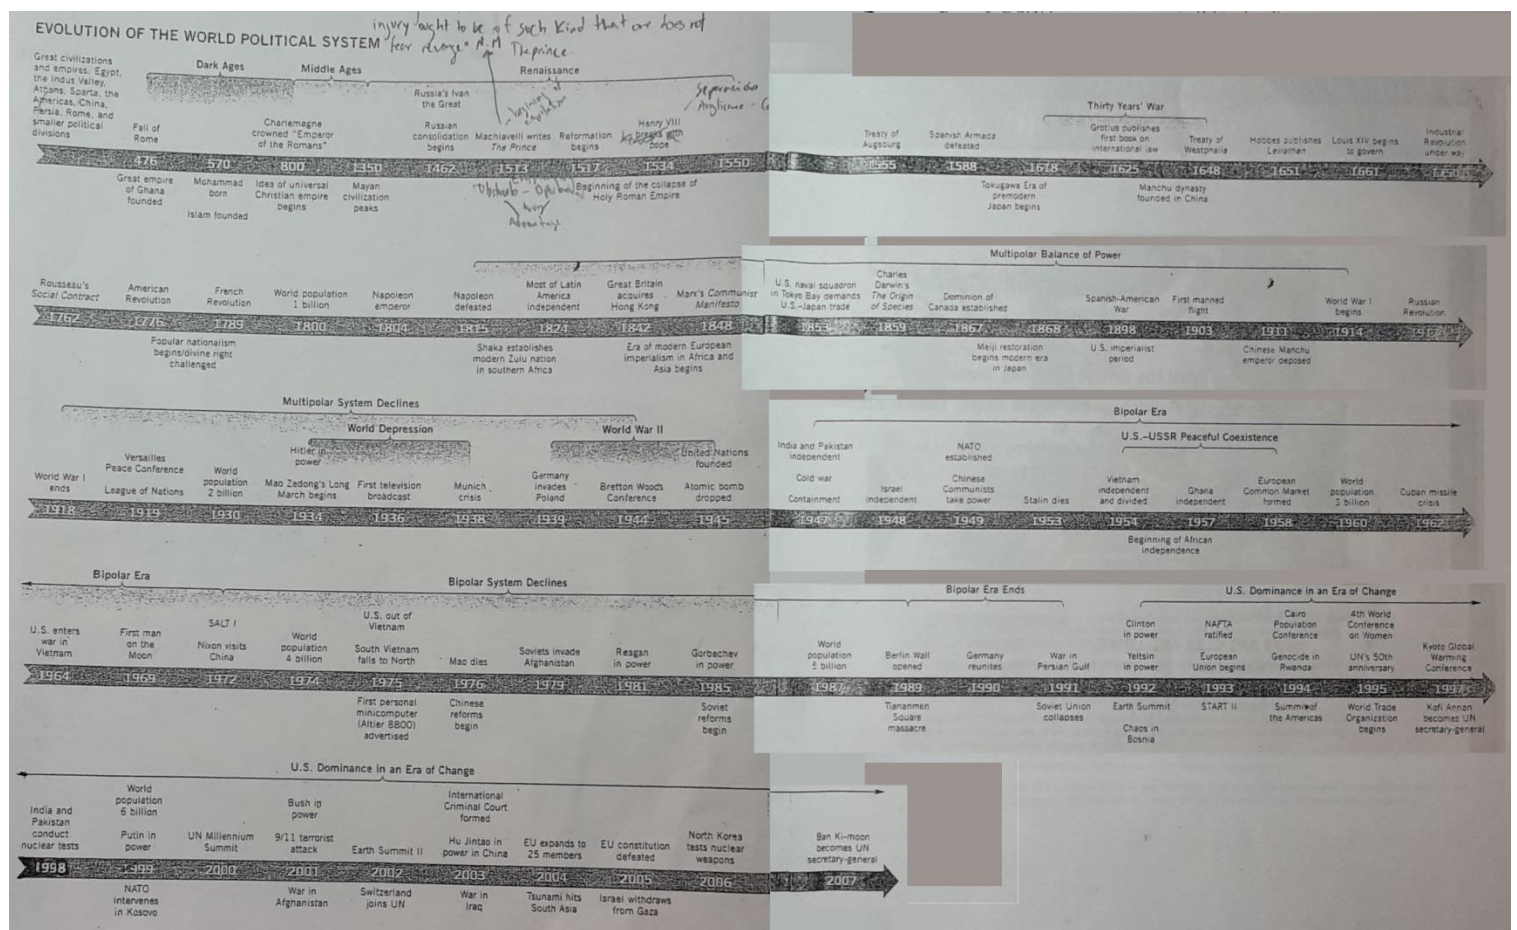 injury ought to be of such kind that one does not
fear revenge" N.M The prince.
EVOLUTION OF THE WORLD POLITICAL SYSTEM
Great civilizations
and empires, Egypt,
the Indus Valley,
Athens, Sparta, the
Americas, China,
Persia, Rome, and
smaller political
divisions
Dark Ages
Middle Ages
Renaissance
Thirty Years' War
Fall of
Rome
Charlemagne
crowned "Emperor
of the Romans"
Russia's Ivan
the Great
Russian
consolidation
begins
Machiavelli writes
The Prince
Reformation
begins
Henry VIII
breaks with
pope
Treaty of
Augsburg
Spanish Armada
defeated
Grotius publishes
first book on
international law
Treaty of
Westphalia
Hobbes publishes
Leviathan
Louis XIV begins
to govern
Industrial
Revolution
under way
476 570 800 1350 1462 1513 1517 1534 1550 1555 1588 1618 1625 1648 1651 1661 1750
Great empire
of Ghana
founded
Mohammad
born
Islam founded
Idea of universal
Christian empire
begins
Mayan
civilization
peaks
Beginning of the collapse of
Holy Roman Empire
Tokugawa Era of
premodern
Japan begins
Manchu dynasty
founded in China
Multipolar Balance of Power
Rousseau's
Social Contract
American
Revolution
French
Revolution
World population
1 billion
Napoleon
emperor
Napoleon
defeated
Most of Latin
America
independent
Great Britain
acquires
Hong Kong
Marx's Communist
Manifesto
U.S. naval squadron
in Tokyo Bay demands
U.S.-Japan trade
Charles
Darwin's
The Origin
of Species
Dominion of
Canada established
Spanish-American
War
First manned
flight
World War I
begins
Russian
Revolution
1762 1776 1789 1800 1804 1815 1824 1842 1848 1853 1859 1867 1868 1898 1903 1911 1914 1917
Popular nationalism
begins/divine right
challenged
Shaka establishes
modern Zulu nation
in southern Africa
Era of modern European
imperialism in Africa and
Asia begins
Meiji restoration
begins modern era
in Japan
U.S. imperialist
period
Chinese Manchu
emperor deposed
Multipolar System Declines
World Depression
World War II
Bipolar Era
U.S.-USSR Peaceful Coexistence
World War I
ends
Versailles
Peace Conference
League of Nations
World
population
2 billion
Hitler in
power
Mao Zedong's Long
March begins
First television
broadcast
Munich
crisis
Germany
invades
Poland
Bretton Woods
Conference
United Nations
founded
Atomic bomb
dropped
India and Pakistan
independent
Cold war
Containment
Israel
independent
NATO
established
Chinese
Communists
take power
Stalin dies
Vietnam
independent
and divided
Ghana
independent
European
Common Market
formed
World
population
3 billion
Cuban missile
crisis
1918 1919 1930 1934 1936 1938 1939 1944 1945 1947 1948 1949 1953 1954 1957 1958 1960 1962
Beginning of African
independence
Bipolar Era
Bipolar System Declines
Bipolar Era Ends
U.S. Dominance in an Era of Change
U.S. enters
war in
Vietnam
First man
on the
Moon
SALT I
Nixon visits
China
World
population
4 billion
U.S. out of
Vietnam
South Vietnam
falls to North
Mao dies
Soviets invade
Afghanistan
Reagan
in power
Gorbachev
in power
World
population
5 billion
Berlin Wall
opened
Germany
reunites
War in
Persian Gulf
Clinton
in power
Yeltsin
in power
NAFTA
ratified
European
Union begins
Cairo
Population
Conference
Genocide in
Rwanda
4th World
Conference
on Women
UN's 50th
anniversary
Kyoto Global
Warming
Conference
1964 1969 1972 1974 1975 1976 1979 1981 1985 1987 1989 1990 1991 1992 1993 1994 1995 1997
First personal
minicomputer
(Altier 8800)
advertised
Chinese
reforms
begin
Soviet
reforms
begin
Tiananmen
Square
massacre
Soviet Union
collapses
Earth Summit
Chaos in
Bosnia
START II
Summit of
the Americas
World Trade
Organization
begins
Kofi Annan
becomes UN
secretary-general
U.S. Dominance in an Era of Change
India and
Pakistan
conduct
nuclear tests
World
population
6 billion
Putin in
power
UN Millennium
Summit
Bush in
power
9/11 terrorist
attack
Earth Summit II
International
Criminal Court
formed
Hu Jintao in
power in China
EU expands to
25 members
EU constitution
defeated
North Korea
tests nuclear
weapons
Ban Ki-moon
becomes UN
secretary-general
1998 1999 2000 2001 2002 2003 2004 2005 2006 2007
NATO
intervenes
in Kosovo
War in
Afghanistan
Switzerland
joins UN
War in
Iraq
Tsunami hits
South Asia
Israel withdraws
from Gaza